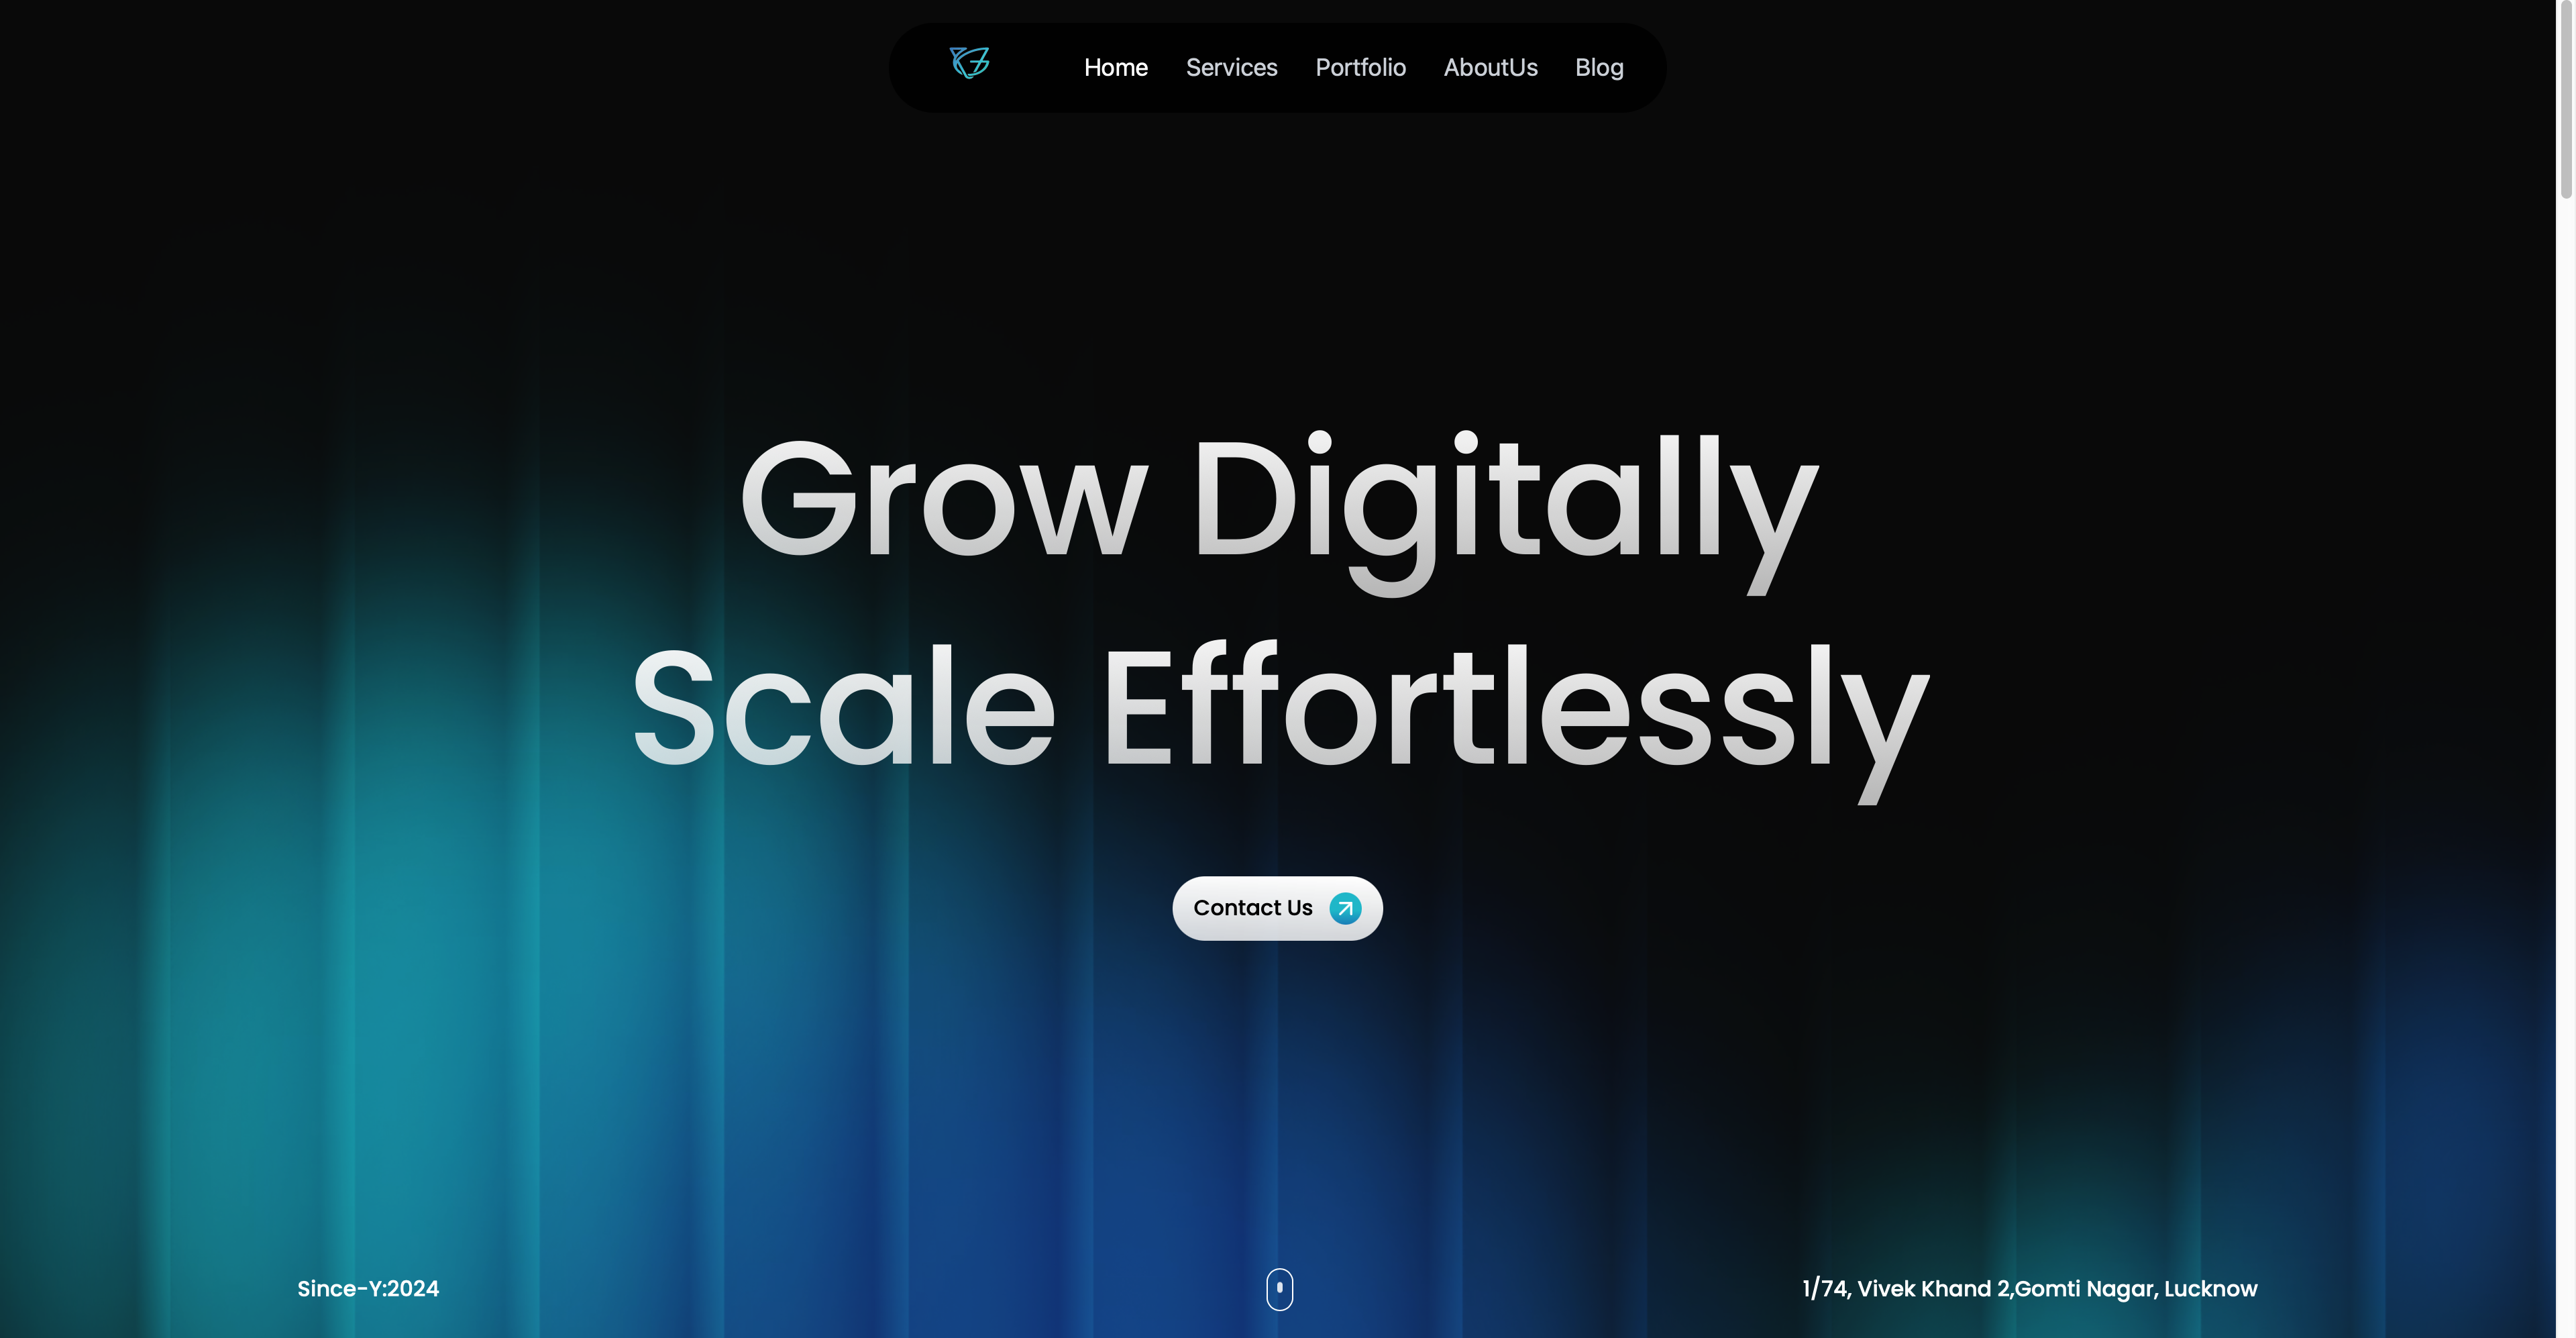 Home Services Portfolio AboutUs Blog
Grow Digitally
Scale Effortlessly
Contact Us
Since-Y:2024
1/74, Vivek Khand 2,Gomti Nagar, Lucknow